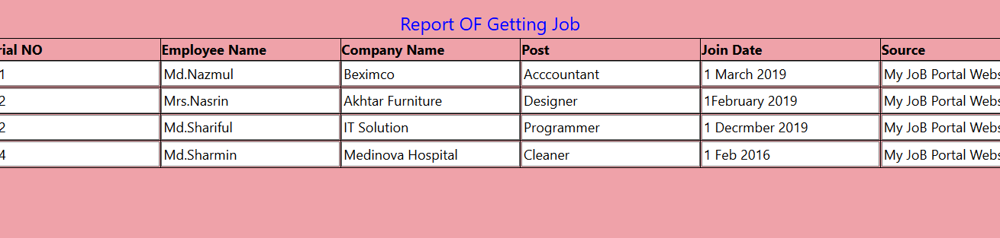 Report OF Getting Job
rial NO Employee Name Company Name Post Join Date Source
1 Md.Nazmul Beximco Acccountant 1 March 2019 My JoB Portal Webs
2 Mrs.Nasrin Akhtar Furniture Designer 1February 2019 My JoB Portal Webs
2 Md.Shariful IT Solution Programmer 1 Decrmber 2019 My JoB Portal Webs
4 Md.Sharmin Medinova Hospital Cleaner 1 Feb 2016 My JoB Portal Webs